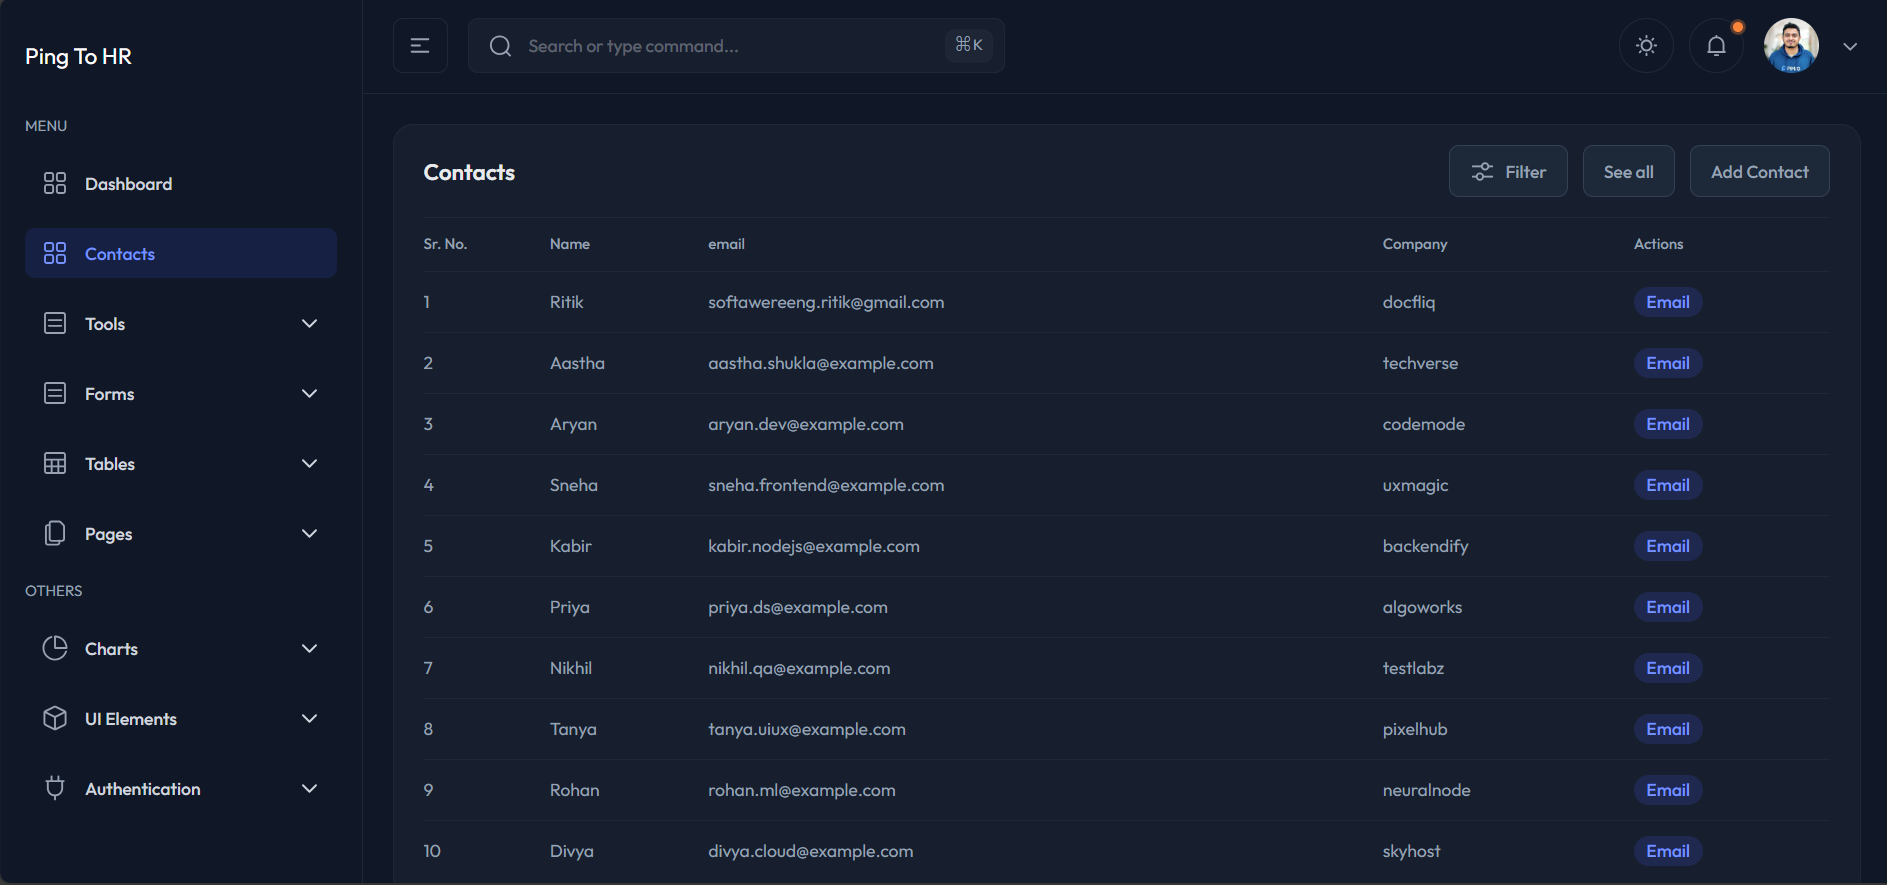 Ping To HR
MENU
Dashboard
Contacts
Tools
Forms
Tables
Pages
OTHERS
Charts
UI Elements
Authentication
Search or type command... ⌘K
Contacts
Filter See all Add Contact
Sr. No. Name email Company Actions
1 Ritik softawereeng.ritik@gmail.com docfliq Email
2 Aastha aastha.shukla@example.com techverse Email
3 Aryan aryan.dev@example.com codemode Email
4 Sneha sneha.frontend@example.com uxmagic Email
5 Kabir kabir.nodejs@example.com backendify Email
6 Priya priya.ds@example.com algoworks Email
7 Nikhil nikhil.qa@example.com testlabz Email
8 Tanya tanya.uiux@example.com pixelhub Email
9 Rohan rohan.ml@example.com neuralnode Email
10 Divya divya.cloud@example.com skyhost Email